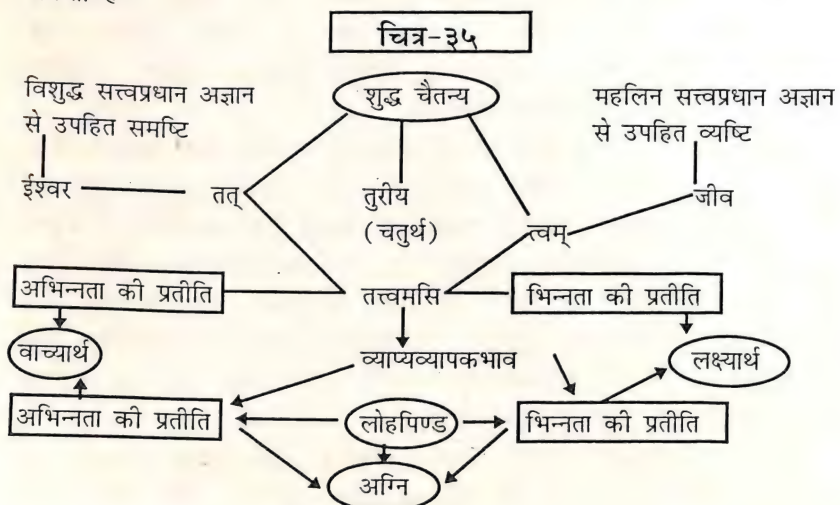 चित्र-३५
विशुद्ध सत्त्वप्रधान अज्ञान
से उपहित समष्टि
शुद्ध चैतन्य
महलिन सत्त्वप्रधान अज्ञान
से उपहित व्यष्टि
ईश्वर
तत्
तुरीय
(चतुर्थ)
त्वम्
जीव
अभिन्नता की प्रतीति
तत्त्वमसि
भिन्नता की प्रतीति
वाच्यार्थ
व्याप्यव्यापकभाव
लक्ष्यार्थ
अभिन्नता की प्रतीति
लोहपिण्ड
भिन्नता की प्रतीति
अग्नि